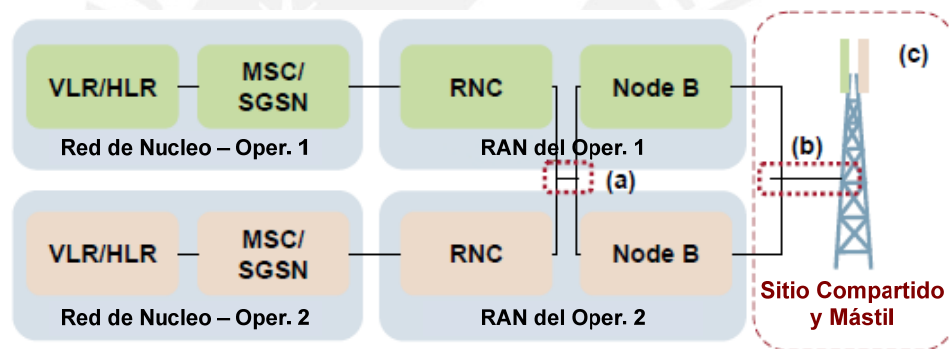 VLR/HLR
MSC/
SGSN
RNC
Node B
Red de Nucleo – Oper. 1
RAN del Oper. 1
(a)
(b)
(c)
VLR/HLR
MSC/
SGSN
RNC
Node B
Red de Nucleo – Oper. 2
RAN del Oper. 2
Sitio Compartido
y Mástil